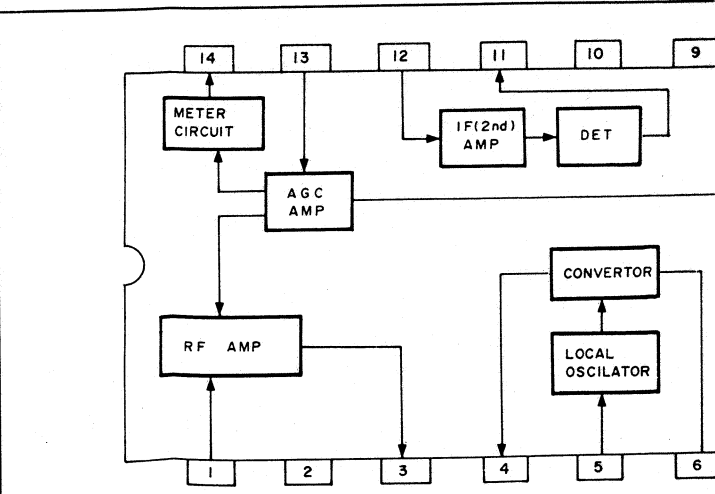 14 13 12 11 10 9
METER
CIRCUIT
IF(2nd)
AMP
DET
AGC
AMP
CONVERTOR
RF AMP
LOCAL
OSCILATOR
1 2 3 4 5 6